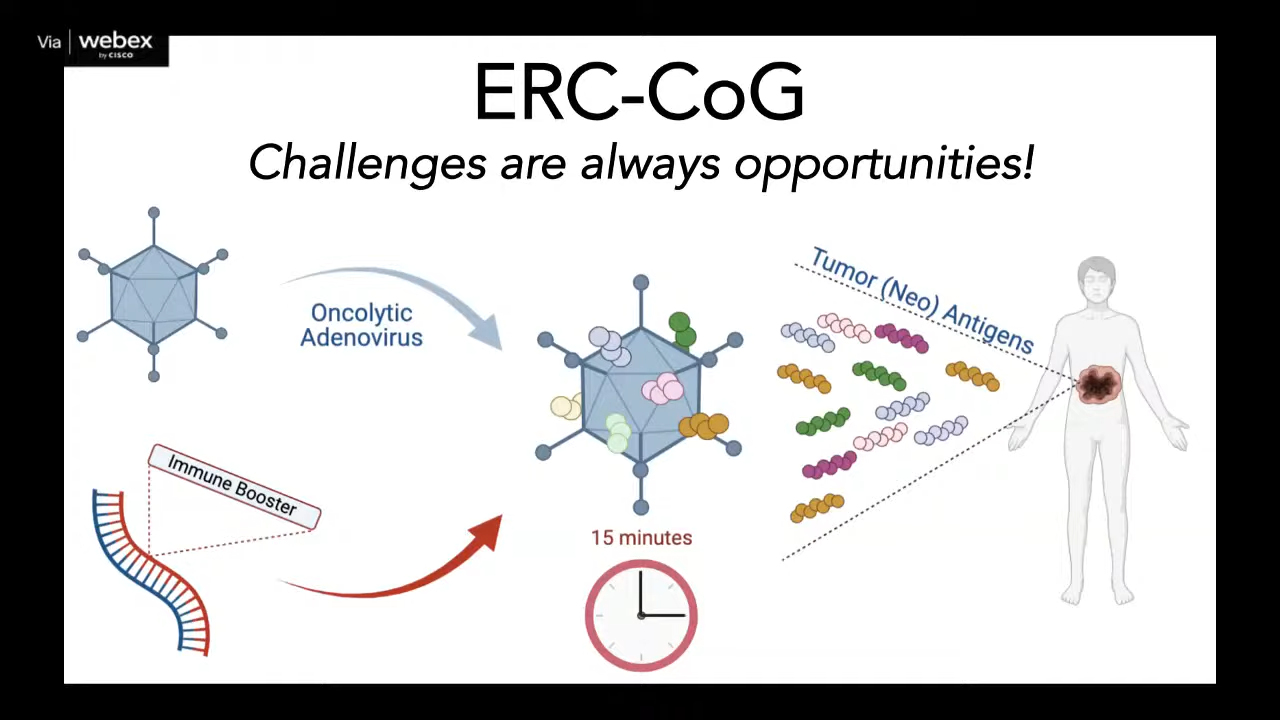 Via | webex
by CISCO
ERC-CoG
Challenges are always opportunities!
Oncolytic
Adenovirus
Tumor (Neo) Antigens
Immune Booster
15 minutes